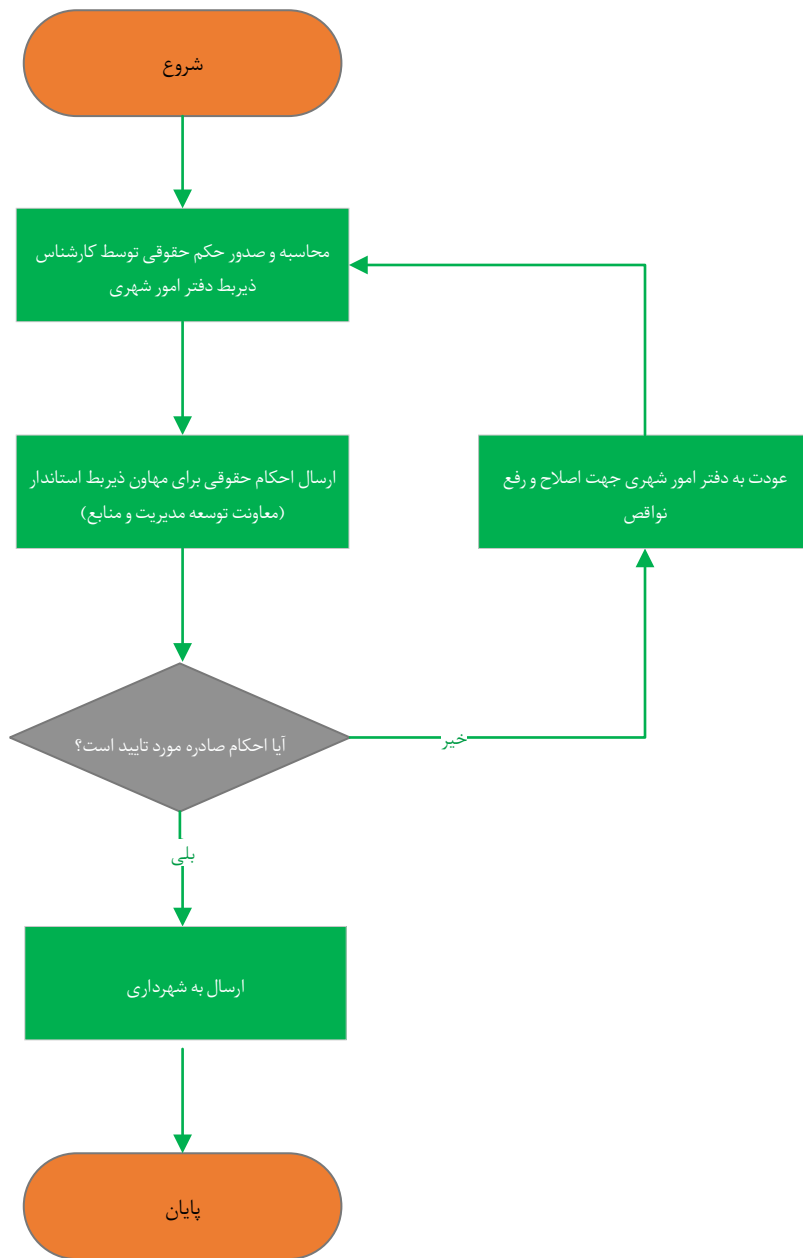 شروع
محاسبه و صدور حکم حقوقی توسط کارشناس
ذیربط دفتر امور شهری
ارسال احکام حقوقی برای مهاون ذیربط استاندار
(معاونت توسعه مدیریت و منابع)
عودت به دفتر امور شهری جهت اصلاح و رفع
نواقص
آیا احکام صادره مورد تایید است؟
خیر
بلی
ارسال به شهرداری
پایان